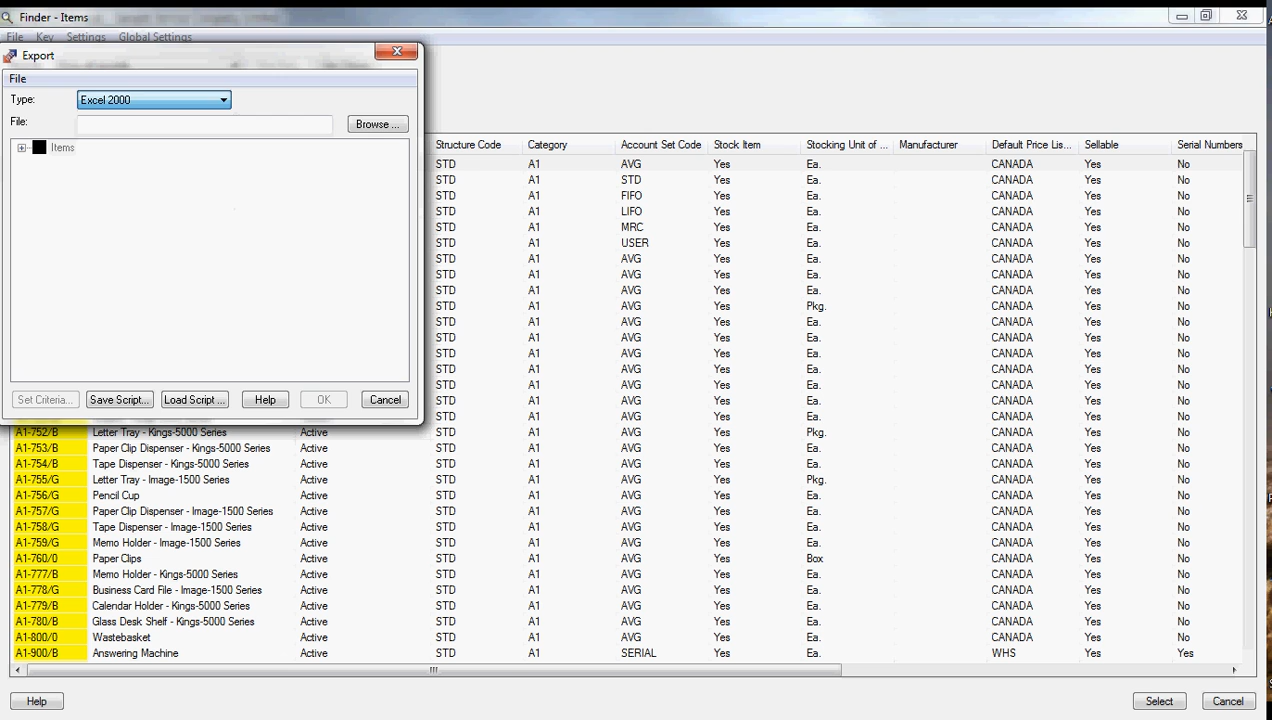 Finder - Items
File Key Settings Global Settings
Export
File
Type: Excel 2000
File: Browse ...
Items
Set Criteria... Save Script... Load Script ... Help OK Cancel
Structure Code Category Account Set Code Stock Item Stocking Unit of ... Manufacturer Default Price Lis... Sellable Serial Numbers
STD A1 AVG Yes Ea. CANADA Yes No
STD A1 STD Yes Ea. CANADA Yes No
STD A1 FIFO Yes Ea. CANADA Yes No
STD A1 LIFO Yes Ea. CANADA Yes No
STD A1 MRC Yes Ea. CANADA Yes No
STD A1 USER Yes Ea. CANADA Yes No
STD A1 AVG Yes Ea. CANADA Yes No
STD A1 AVG Yes Ea. CANADA Yes No
STD A1 AVG Yes Ea. CANADA Yes No
STD A1 AVG Yes Pkg. CANADA Yes No
STD A1 AVG Yes Ea. CANADA Yes No
STD A1 AVG Yes Ea. CANADA Yes No
STD A1 AVG Yes Ea. CANADA Yes No
STD A1 AVG Yes Ea. CANADA Yes No
STD A1 AVG Yes Ea. CANADA Yes No
STD A1 AVG Yes Ea. CANADA Yes No
STD A1 AVG Yes Ea. CANADA Yes No
A1-752/B Letter Tray - Kings-5000 Series Active STD A1 AVG Yes Pkg. CANADA Yes No
A1-753/B Paper Clip Dispenser - Kings-5000 Series Active STD A1 AVG Yes Ea. CANADA Yes No
A1-754/B Tape Dispenser - Kings-5000 Series Active STD A1 AVG Yes Ea. CANADA Yes No
A1-755/G Letter Tray - Image-1500 Series Active STD A1 AVG Yes Pkg. CANADA Yes No
A1-756/G Pencil Cup Active STD A1 AVG Yes Ea. CANADA Yes No
A1-757/G Paper Clip Dispenser - Image-1500 Series Active STD A1 AVG Yes Ea. CANADA Yes No
A1-758/G Tape Dispenser - Image-1500 Series Active STD A1 AVG Yes Ea. CANADA Yes No
A1-759/G Memo Holder - Image-1500 Series Active STD A1 AVG Yes Ea. CANADA Yes No
A1-760/0 Paper Clips Active STD A1 AVG Yes Box CANADA Yes No
A1-777/B Memo Holder - Kings-5000 Series Active STD A1 AVG Yes Ea. CANADA Yes No
A1-778/G Business Card File - Image-1500 Series Active STD A1 AVG Yes Ea. CANADA Yes No
A1-779/B Calendar Holder - Kings-5000 Series Active STD A1 AVG Yes Ea. CANADA Yes No
A1-780/B Glass Desk Shelf - Kings-5000 Series Active STD A1 AVG Yes Ea. CANADA Yes No
A1-800/0 Wastebasket Active STD A1 AVG Yes Ea. CANADA Yes No
A1-900/B Answering Machine Active STD A1 SERIAL Yes Ea. WHS Yes Yes
Help Select Cancel